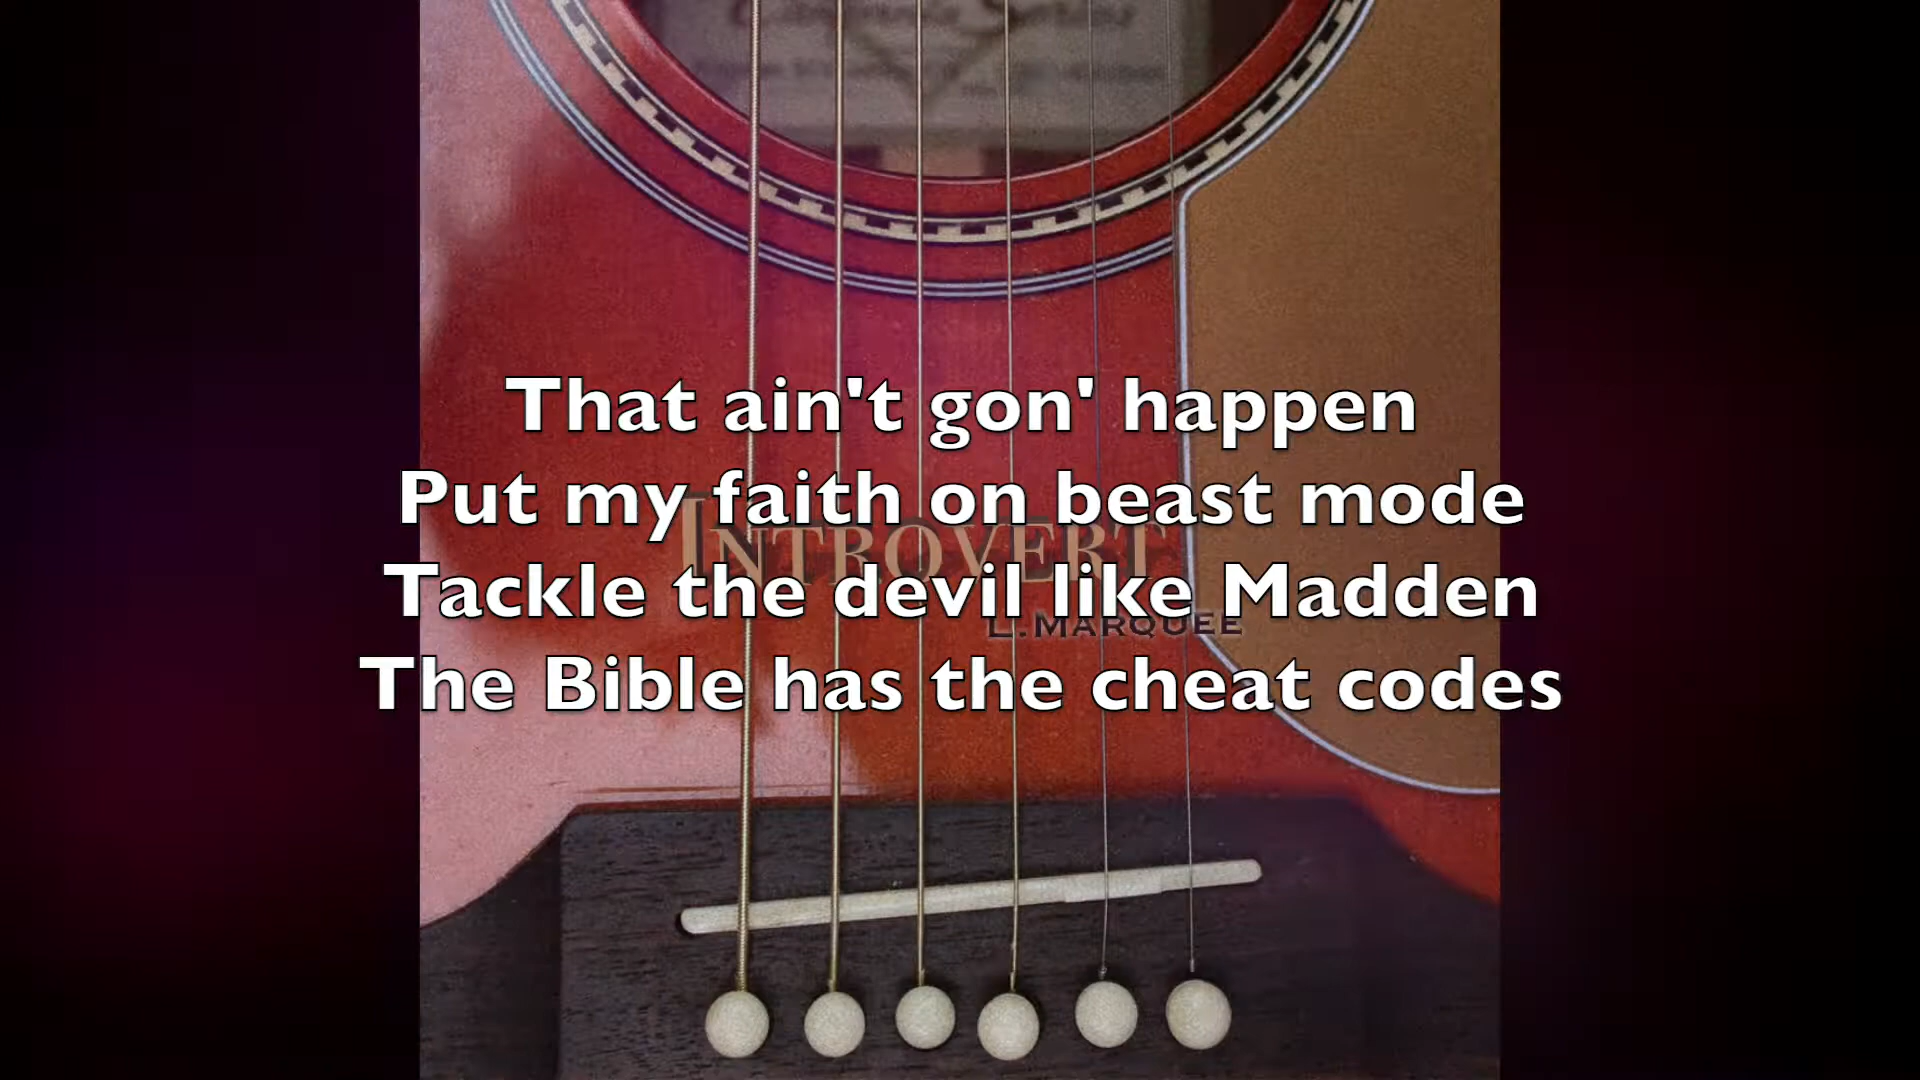 That ain't gon' happen
Put my faith on beast mode
INTROVERT
Tackle the devil like Madden
L.MARQUEE
The Bible has the cheat codes